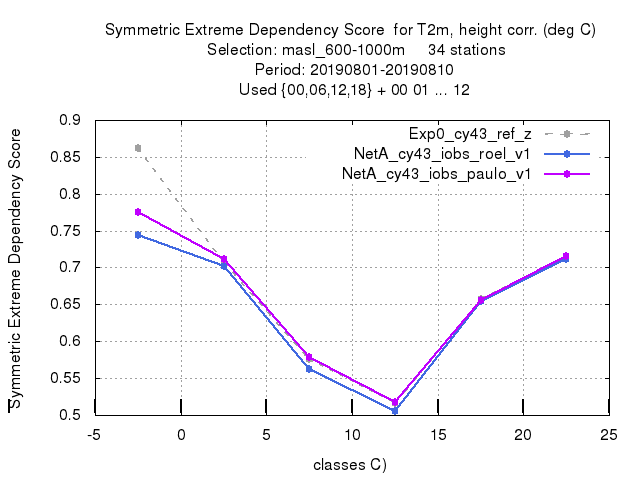 Symmetric Extreme Dependency Score for T2m, height corr. (deg C)
Selection: masl_600-1000m 34 stations
Period: 20190801-20190810
Used {00,06,12,18} + 00 01 ... 12
Symmetric Extreme Dependency Score
0.9
0.85
0.8
0.75
0.7
0.65
0.6
0.55
0.5
Exp0_cy43_ref_z
NetA_cy43_iobs_roel_v1
NetA_cy43_iobs_paulo_v1
-5 0 5 10 15 20 25
classes C)